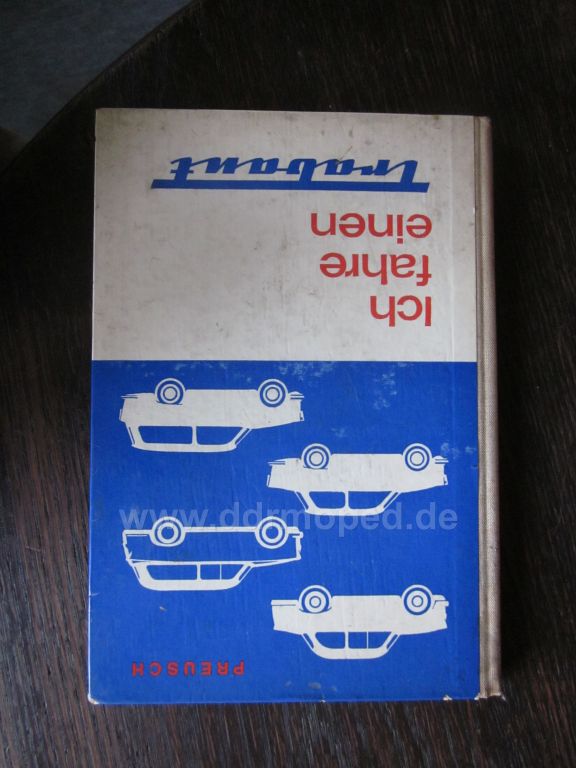 PREUSCH
Ich
fahre
einen
Trabant
www.ddrmoped.de